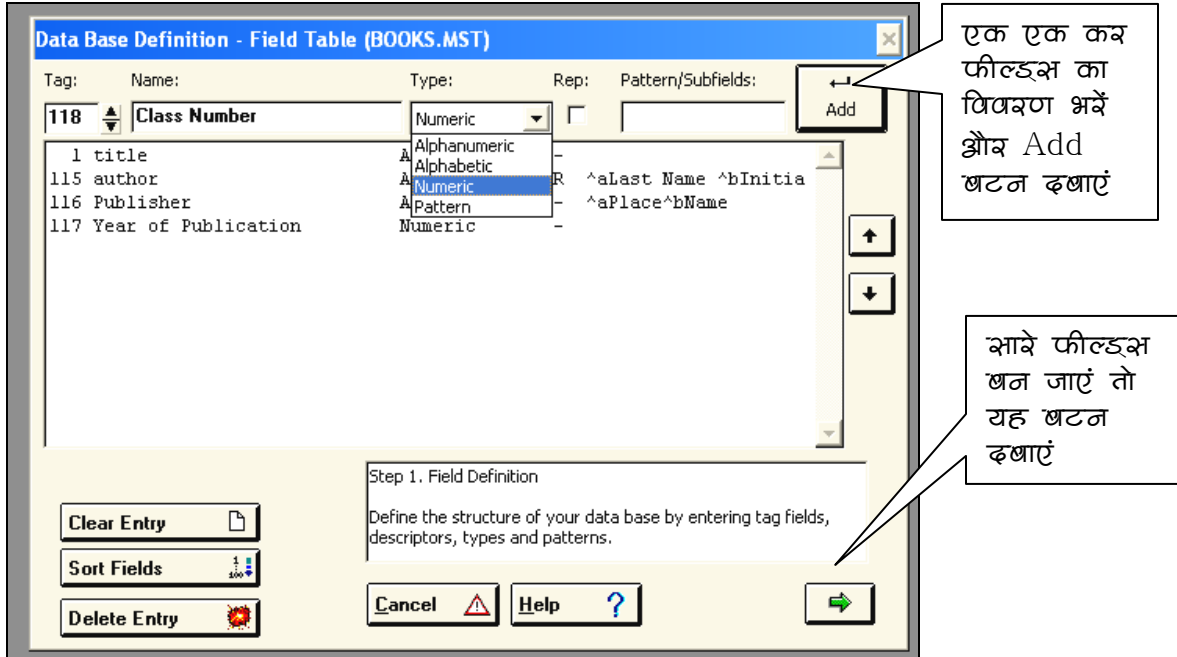 Data Base Definition - Field Table (BOOKS.MST)
Tag: Name: Type: Rep: Pattern/Subfields:
118 Class Number Numeric Add
Alphanumeric
Alphabetic
Numeric
Pattern
1 title A -
115 author A R ^aLast Name ^bInitia
116 Publisher A - ^aPlace^bName
117 Year of Publication Numeric -
Step 1. Field Definition
Define the structure of your data base by entering tag fields,
descriptors, types and patterns.
Clear Entry
Sort Fields
Delete Entry
Cancel
Help ?
एक एक कर
फील्ड्स का
विवरण भरें
और Add
बटन दबाएं
सारे फील्ड्स
बन जाएं तो
यह बटन
दबाएं